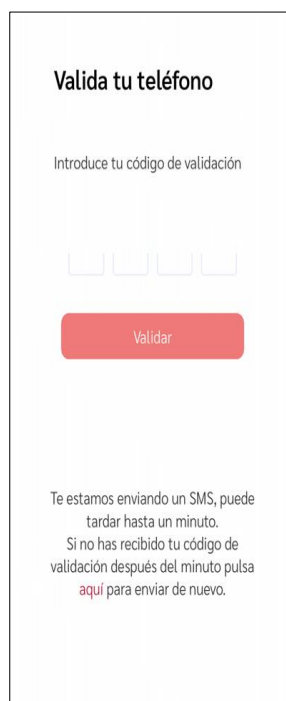 Valida tu teléfono
Introduce tu código de validación
Validar
Te estamos enviando un SMS, puede
tardar hasta un minuto.
Si no has recibido tu código de
validación después del minuto pulsa
aquí para enviar de nuevo.